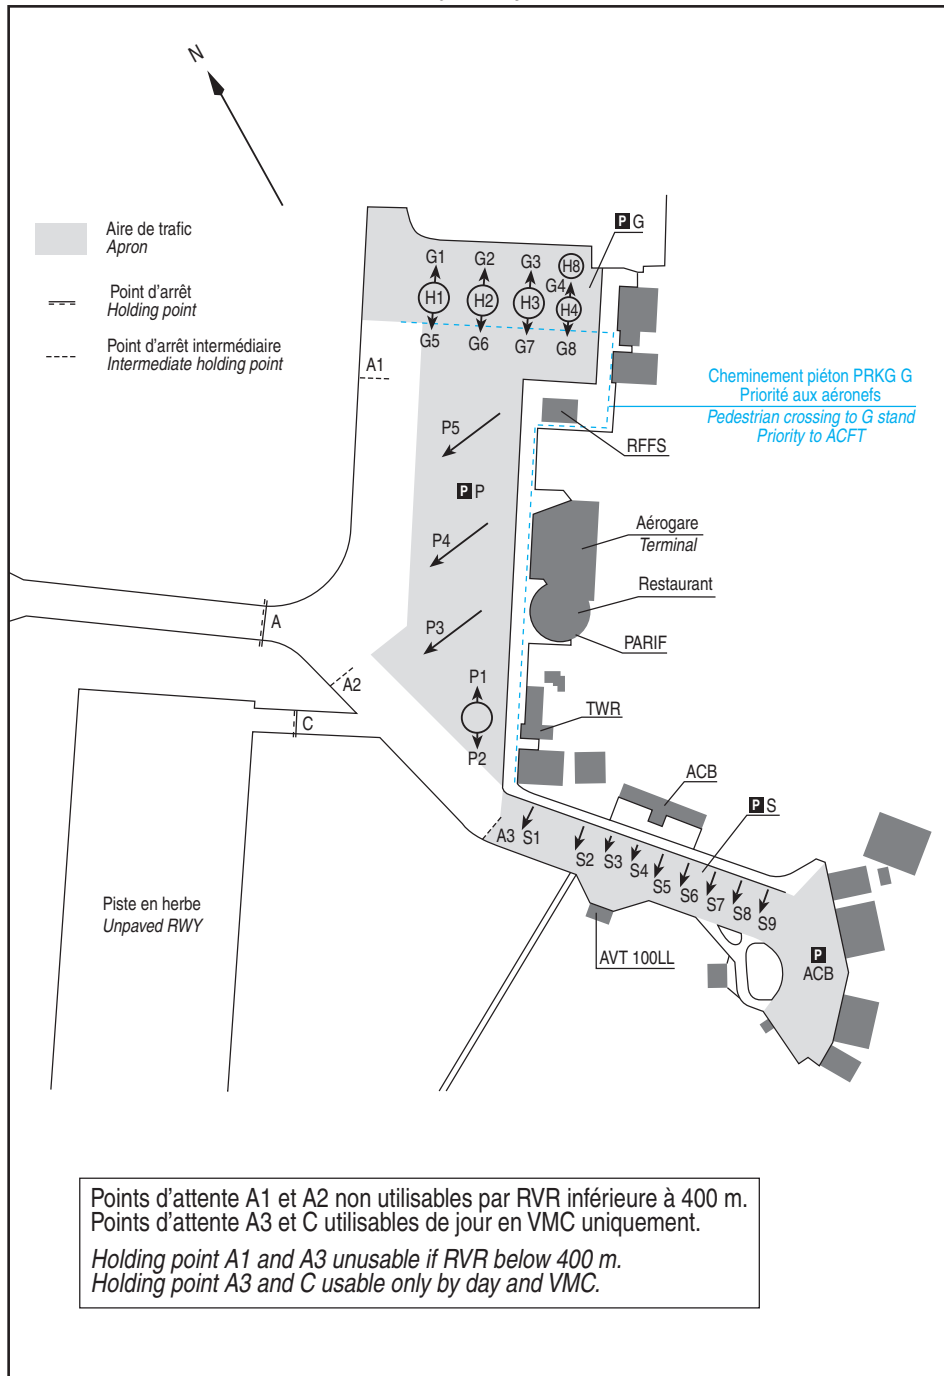 N
P G
Aire de trafic
Apron
Point d'arrêt
Holding point
Point d'arrêt intermédiaire
Intermediate holding point
G1
G2
G3
H8
G4
H1
H2
H3
H4
G5
G6
G7
G8
A1
Cheminement piéton PRKG G
Priorité aux aéronefs
Pedestrian crossing to G stand
Priority to ACFT
P5
RFFS
P P
P4
Aérogare
Terminal
Restaurant
A
P3
PARIF
A2
P1
C
TWR
P2
ACB
P S
A3
S1
S2
S3
S4
S5
S6
S7
S8
S9
Piste en herbe
Unpaved RWY
AVT 100LL
P
ACB
Points d'attente A1 et A2 non utilisables par RVR inférieure à 400 m.
Points d'attente A3 et C utilisables de jour en VMC uniquement.
Holding point A1 and A3 unusable if RVR below 400 m.
Holding point A3 and C usable only by day and VMC.